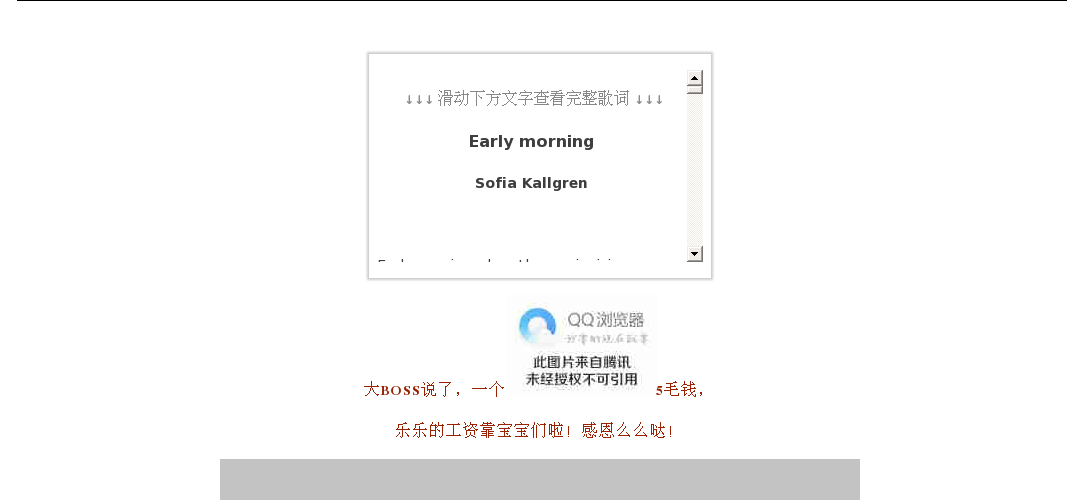 ↓↓↓ 滑动下方文字查看完整歌词 ↓↓↓
Early morning
Sofia Kallgren
QQ浏览器
此图片来自腾讯
未经授权不可引用
大BOSS说了，一个 5毛钱，
乐乐的工资靠宝宝们啦！感恩么么哒！